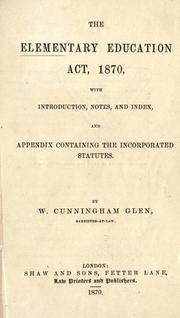 THE
ELEMENTARY EDUCATION
ACT, 1870,
WITH
INTRODUCTION, NOTES, AND INDEX,
AND
APPENDIX CONTAINING THE INCORPORATED
STATUTES.
BY
W. CUNNINGHAM GLEN,
BARRISTER-AT-LAW.
LONDON:
SHAW AND SONS, FETTER LANE,
Law Printers and Publishers.
1870.